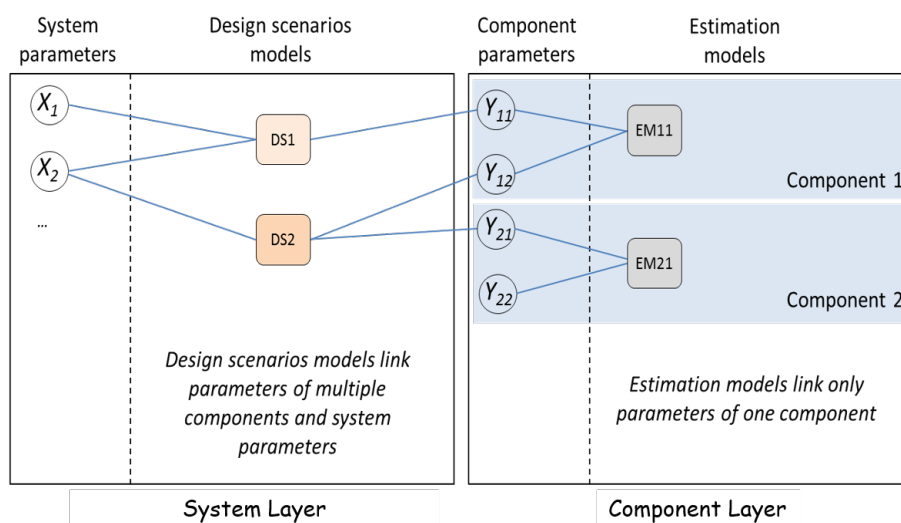 System parameters
Design scenarios models
Component parameters
Estimation models
X1
X2
...
DS1
DS2
Design scenarios models link
parameters of multiple
components and system
parameters
Y11
Y12
EM11
Component 1
Y21
Y22
EM21
Component 2
Estimation models link only
parameters of one component
System Layer
Component Layer